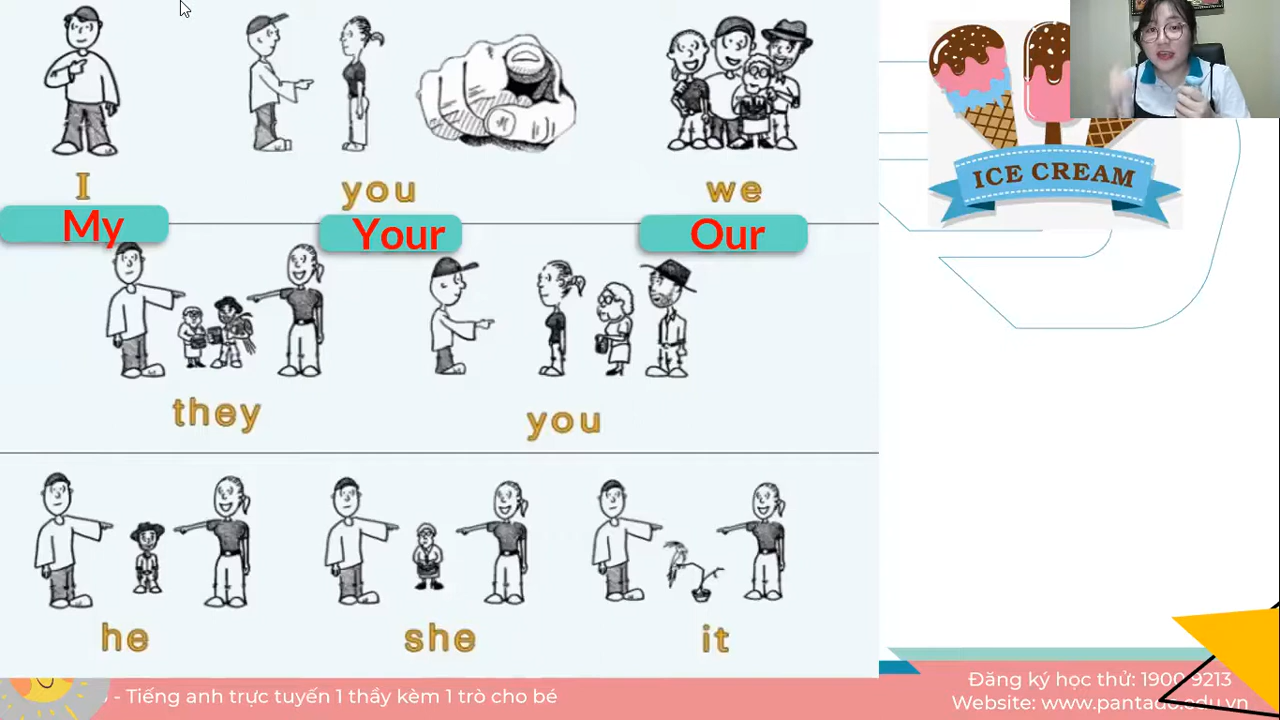 I
you
we
My
Your
Our
they
you
he
she
it
ICE CREAM
- Tiếng anh trực tuyến 1 thầy kèm 1 trò cho bé
Đăng ký học thử: 1900 9213
Website: www.pantado.edu.vn